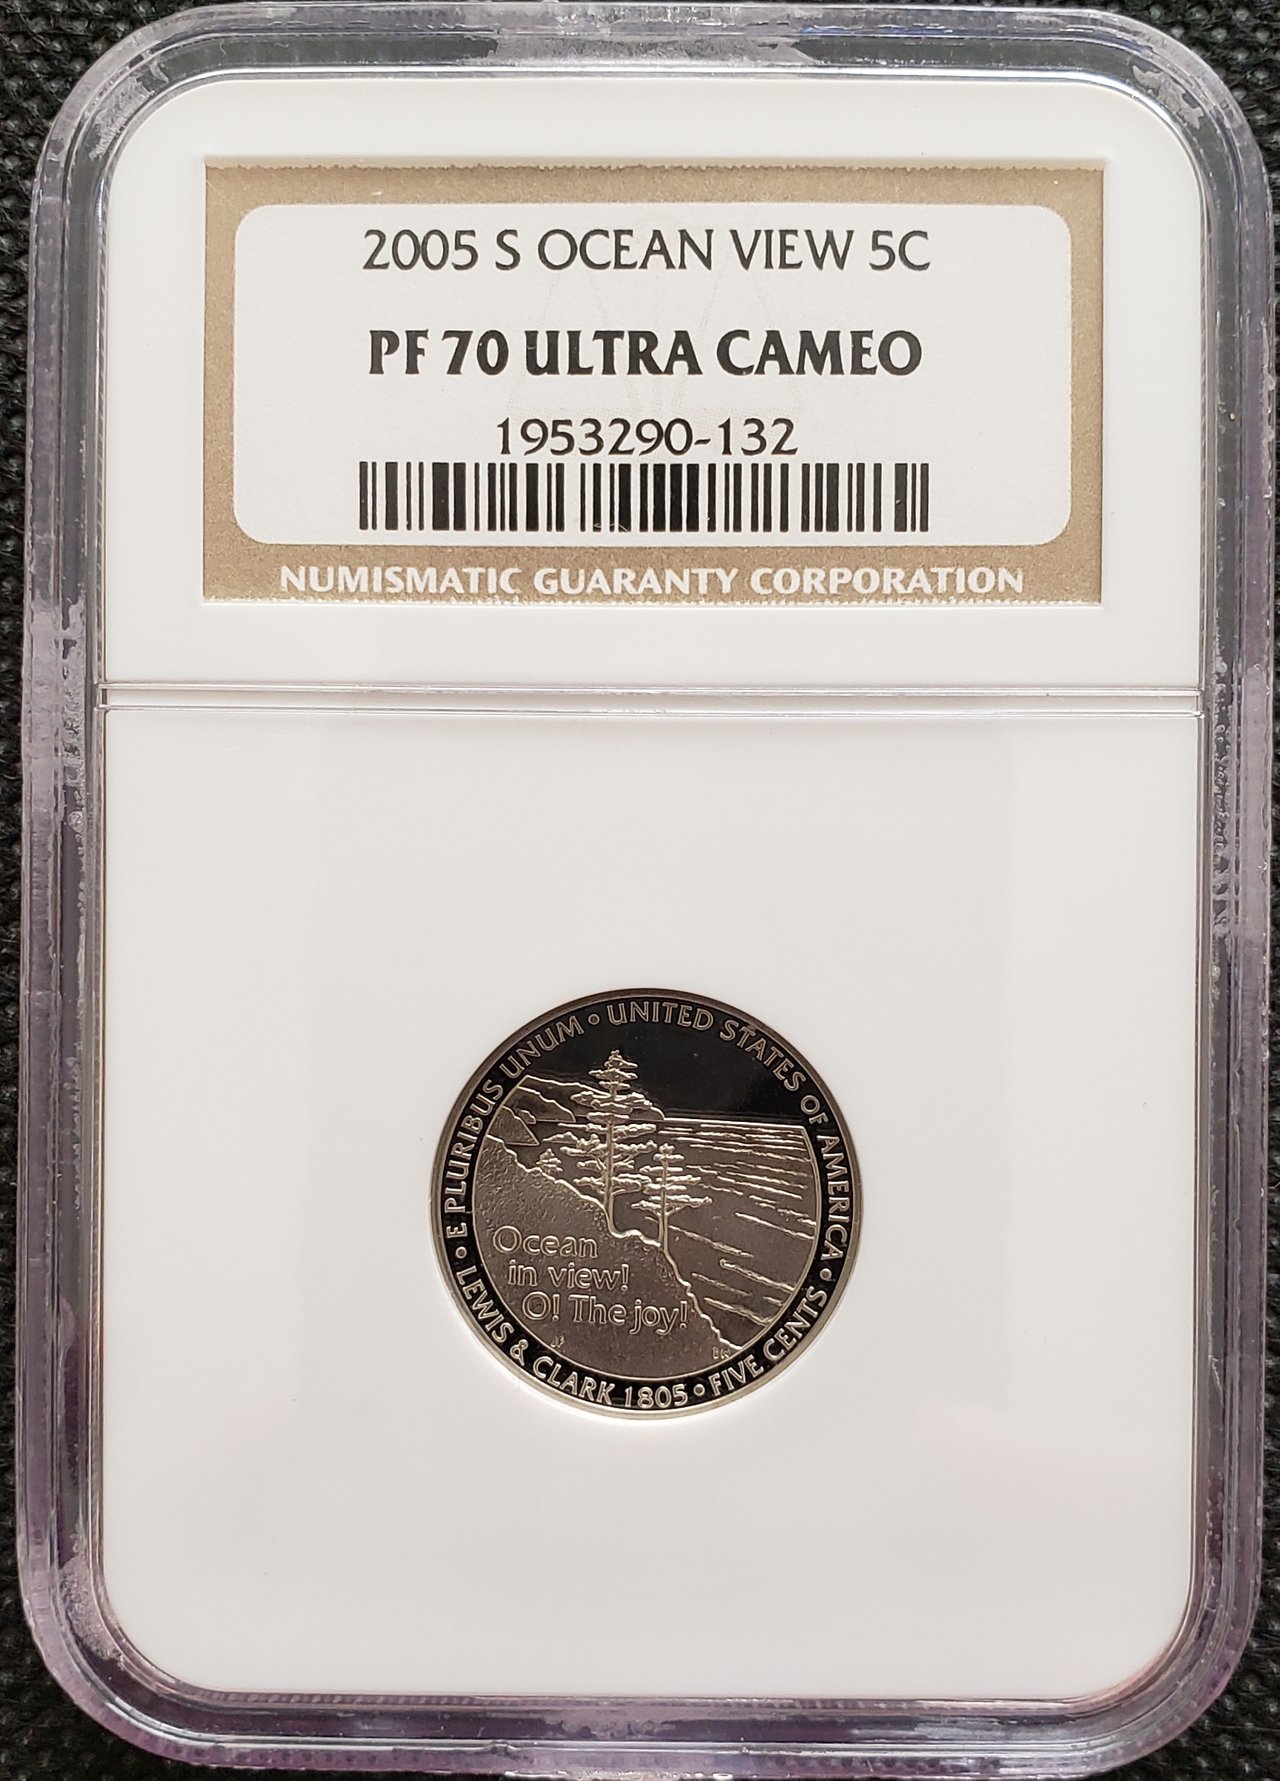 2005 S OCEAN VIEW 5C
PF 70 ULTRA CAMEO
1953290-132
NUMISMATIC GUARANTY CORPORATION
E PLURIBUS UNUM • UNITED STATES OF AMERICA •
Ocean
in view!
O! The joy!
JF
• LEWIS & CLARK 1805 • FIVE CENTS